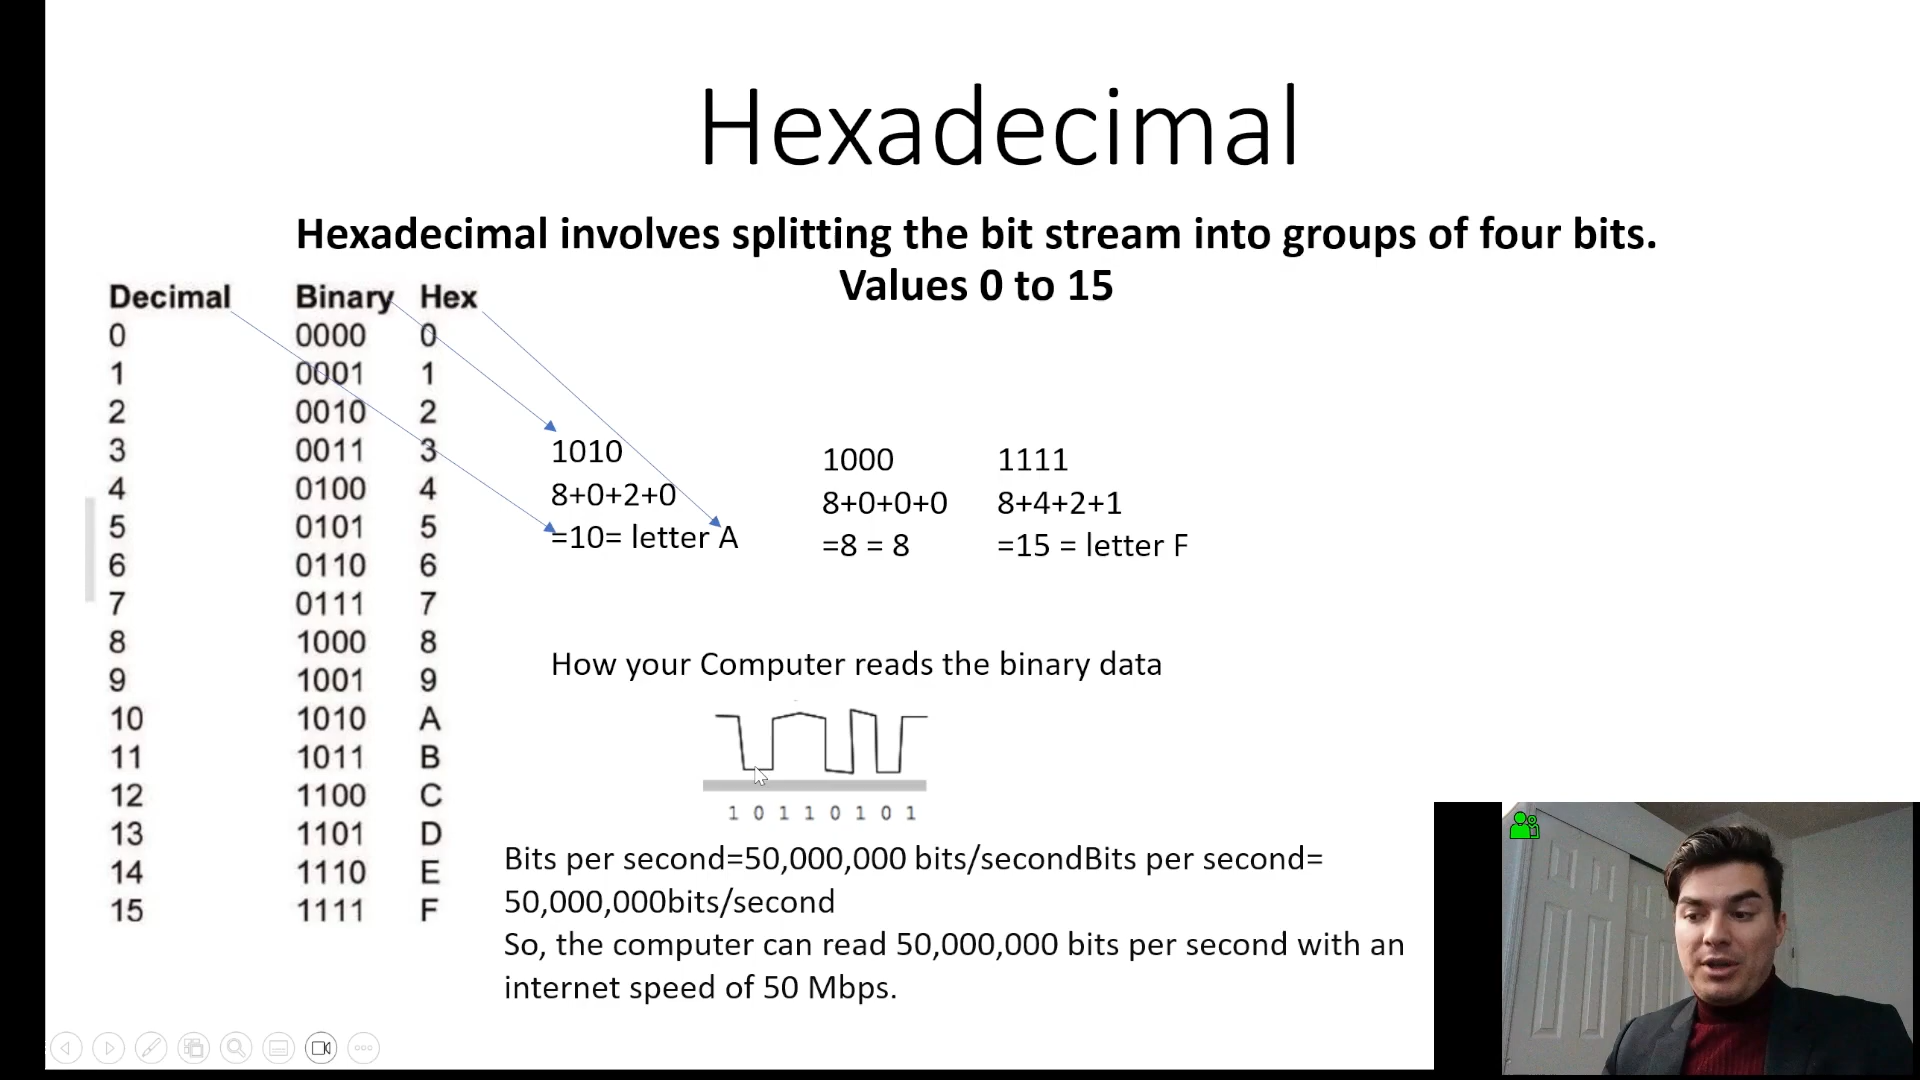 Hexadecimal
Hexadecimal involves splitting the bit stream into groups of four bits.
Values 0 to 15
Decimal Binary Hex
0 0000 0
1 0001 1
2 0010 2
3 0011 3
4 0100 4
5 0101 5
6 0110 6
7 0111 7
8 1000 8
9 1001 9
10 1010 A
11 1011 B
12 1100 C
13 1101 D
14 1110 E
15 1111 F
1010
8+0+2+0
=10= letter A
1000
8+0+0+0
=8 = 8
1111
8+4+2+1
=15 = letter F
How your Computer reads the binary data
1 0 1 1 0 1 0 1
Bits per second=50,000,000 bits/secondBits per second=
50,000,000bits/second
So, the computer can read 50,000,000 bits per second with an
internet speed of 50 Mbps.